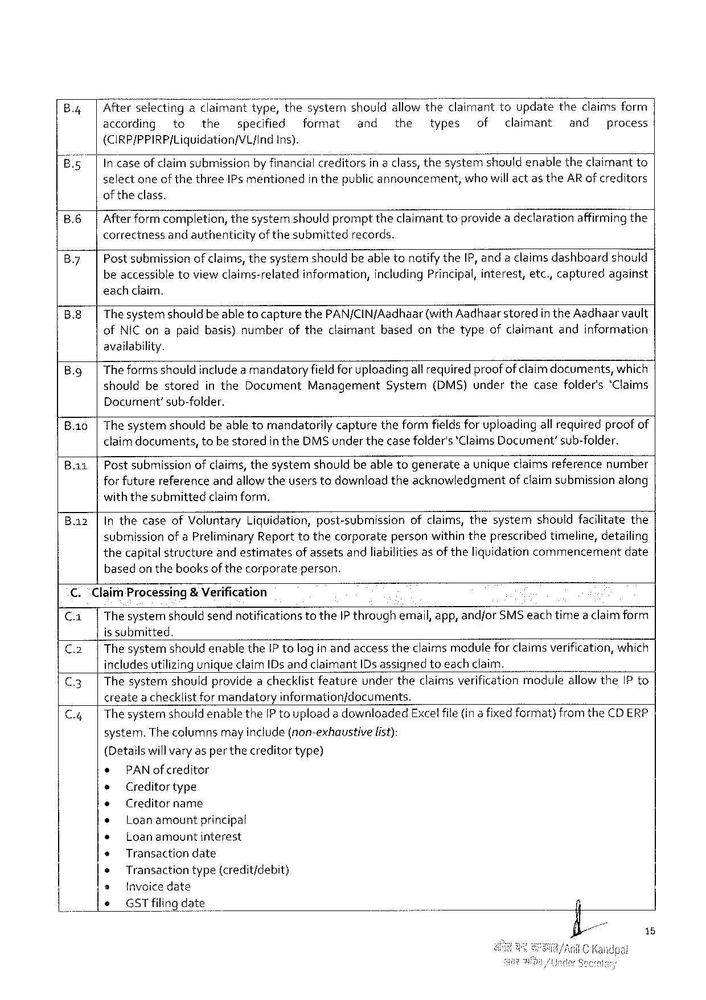 B.4 After selecting a claimant type, the system should allow the claimant to update the claims form
according to the specified format and the types of claimant and process
(CIRP/PPIRP/Liquidation/VL/Ind Ins).
B.5 In case of claim submission by financial creditors in a class, the system should enable the claimant to
select one of the three IPs mentioned in the public announcement, who will act as the AR of creditors
of the class.
B.6 After form completion, the system should prompt the claimant to provide a declaration affirming the
correctness and authenticity of the submitted records.
B.7 Post submission of claims, the system should be able to notify the IP, and a claims dashboard should
be accessible to view claims-related information, including Principal, interest, etc., captured against
each claim.
B.8 The system should be able to capture the PAN/CIN/Aadhaar (with Aadhaar stored in the Aadhaar vault
of NIC on a paid basis) number of the claimant based on the type of claimant and information
availability.
B.9 The forms should include a mandatory field for uploading all required proof of claim documents, which
should be stored in the Document Management System (DMS) under the case folder's 'Claims
Document' sub-folder.
B.10 The system should be able to mandatorily capture the form fields for uploading all required proof of
claim documents, to be stored in the DMS under the case folder's 'Claims Document' sub-folder.
B.11 Post submission of claims, the system should be able to generate a unique claims reference number
for future reference and allow the users to download the acknowledgment of claim submission along
with the submitted claim form.
B.12 In the case of Voluntary Liquidation, post-submission of claims, the system should facilitate the
submission of a Preliminary Report to the corporate person within the prescribed timeline, detailing
the capital structure and estimates of assets and liabilities as of the liquidation commencement date
based on the books of the corporate person.
C. Claim Processing & Verification
C.1 The system should send notifications to the IP through email, app, and/or SMS each time a claim form
is submitted.
C.2 The system should enable the IP to log in and access the claims module for claims verification, which
includes utilizing unique claim IDs and claimant IDs assigned to each claim.
C.3 The system should provide a checklist feature under the claims verification module allow the IP to
create a checklist for mandatory information/documents.
C.4 The system should enable the IP to upload a downloaded Excel file (in a fixed format) from the CD ERP
system. The columns may include (non-exhaustive list):
(Details will vary as per the creditor type)
• PAN of creditor
• Creditor type
• Creditor name
• Loan amount principal
• Loan amount interest
• Transaction date
• Transaction type (credit/debit)
• Invoice date
• GST filing date
15
/Anil C Kandpal
/Under Secretary